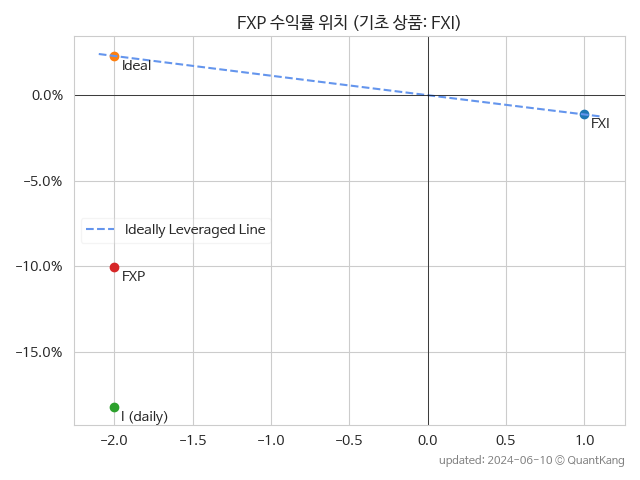 FXP 수익률 위치 (기초 상품: FXI)
Ideal
0.0%
FXI
-5.0%
Ideally Leveraged Line
-10.0%
FXP
-15.0%
I (daily)
-2.0 -1.5 -1.0 -0.5 0.0 0.5 1.0
updated: 2024-06-10 © QuantKang